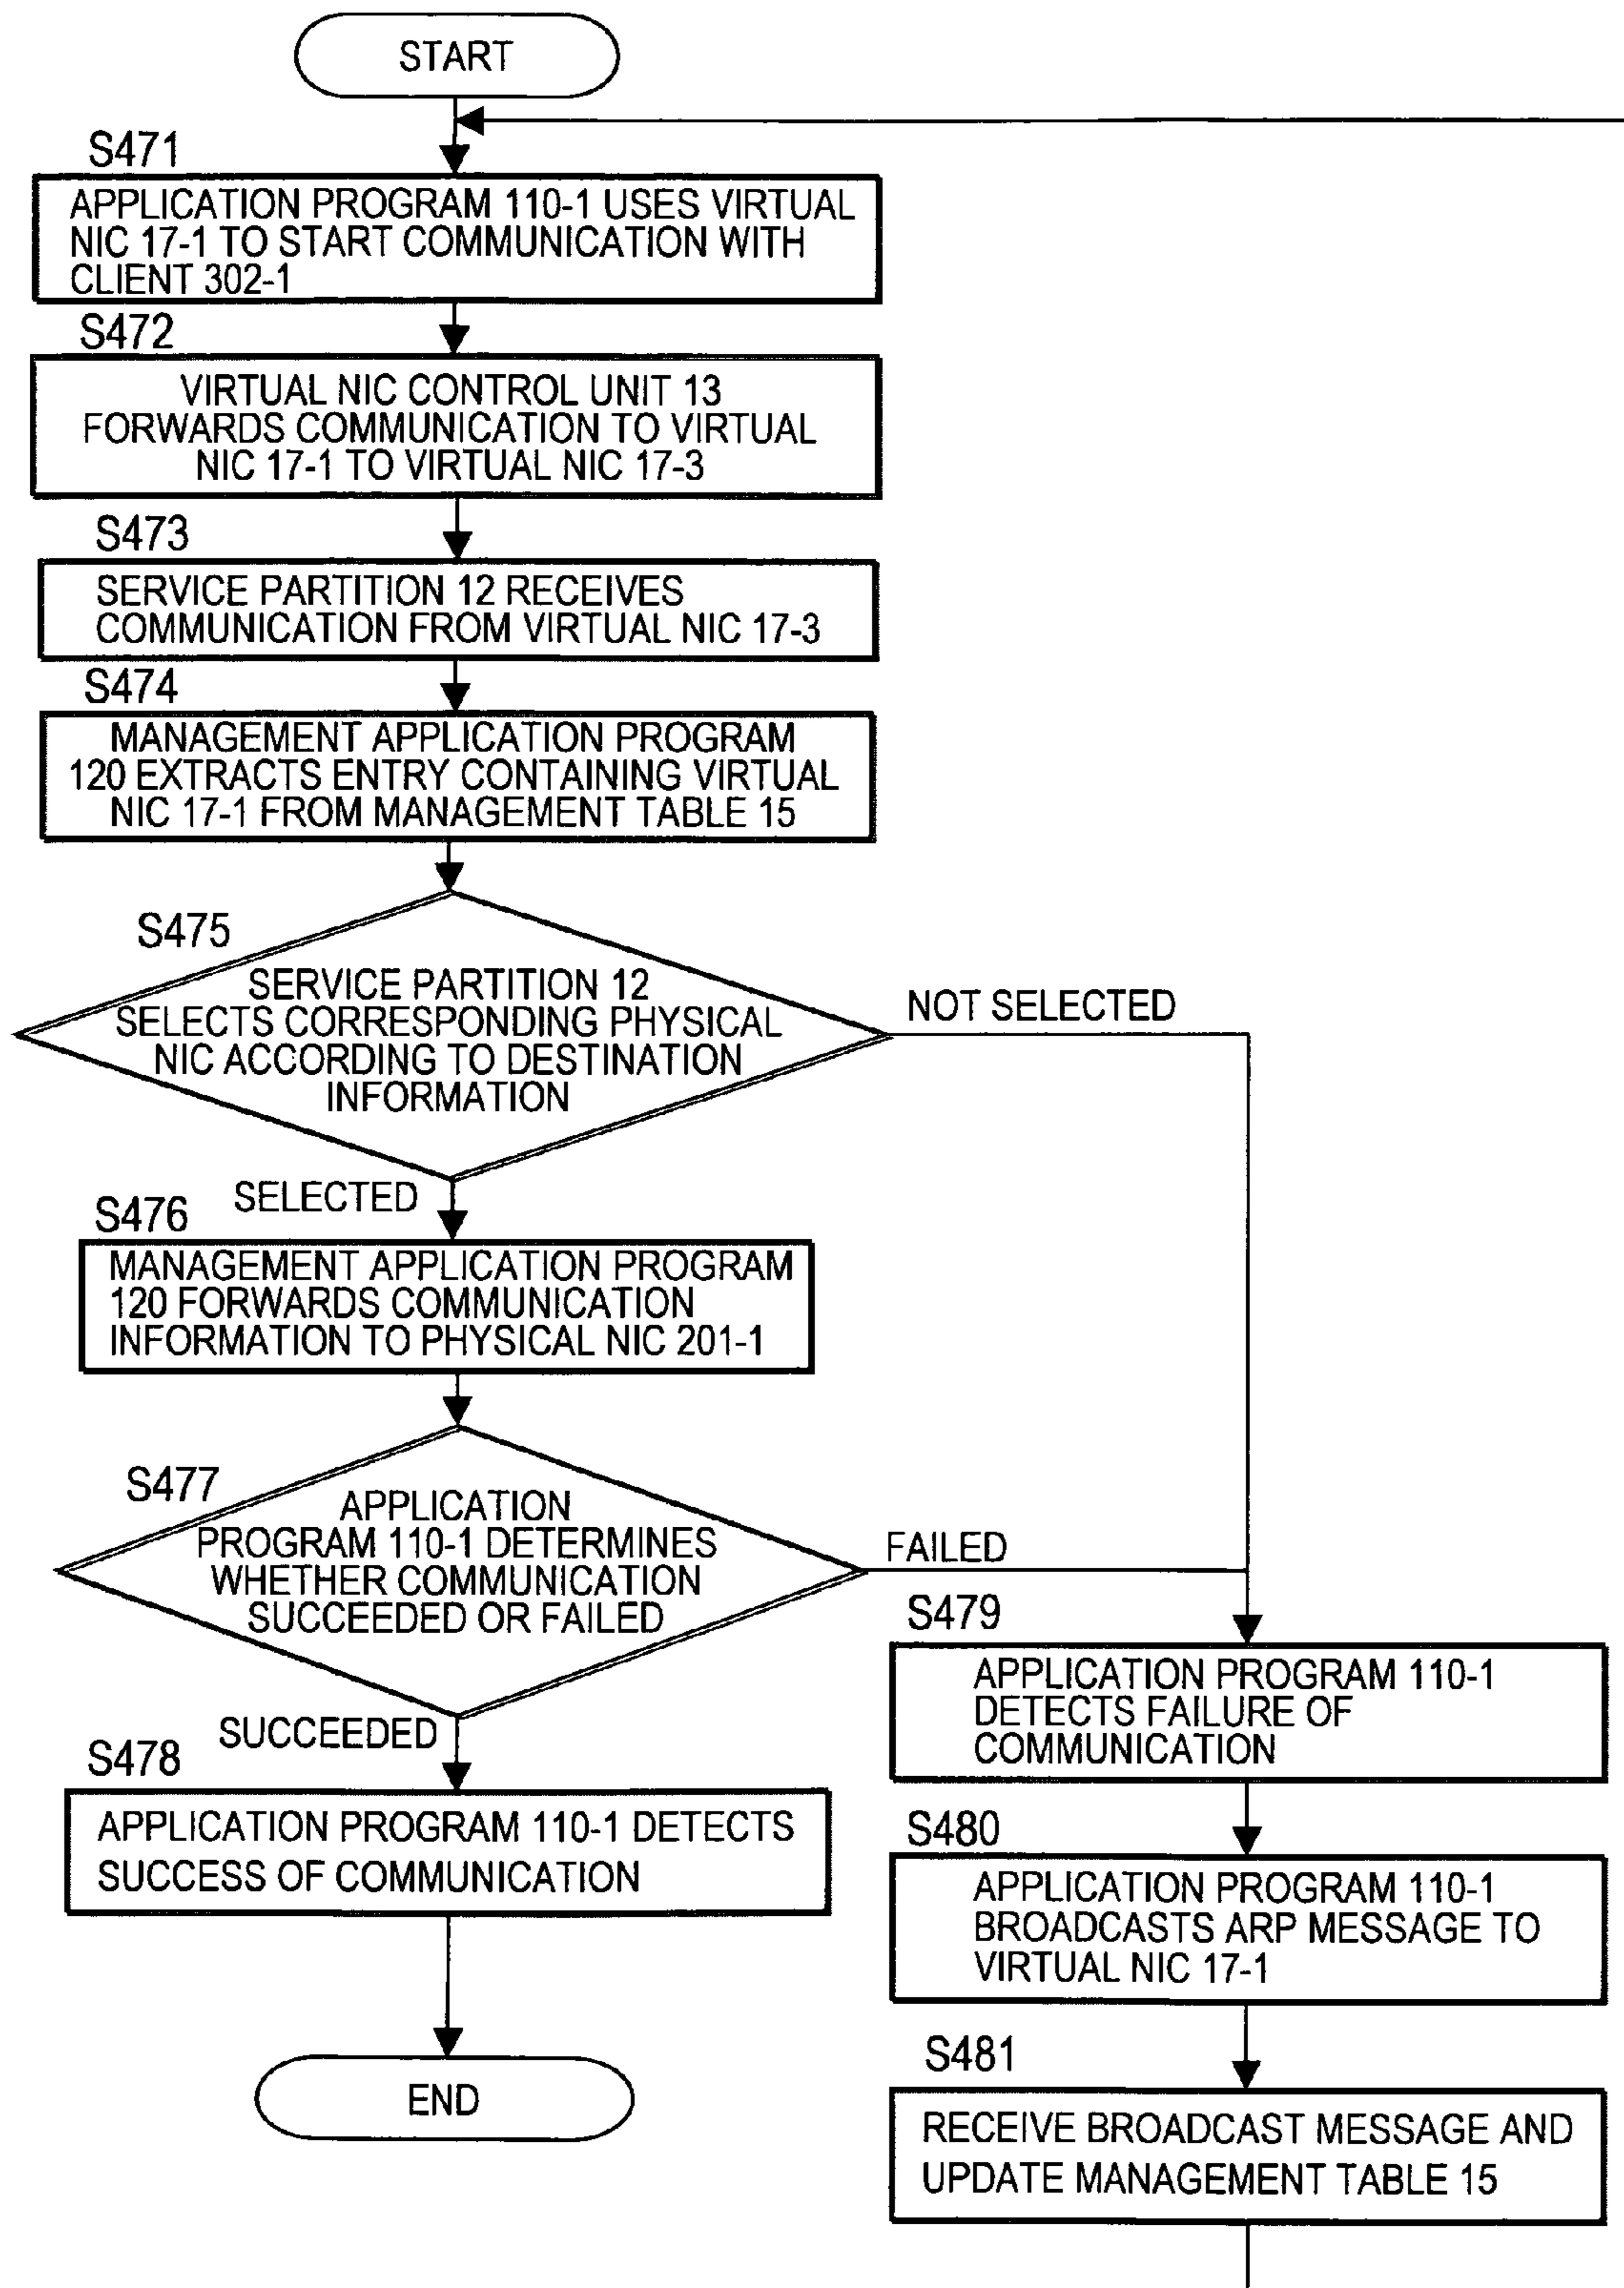 START
S471
APPLICATION PROGRAM 110-1 USES VIRTUAL
NIC 17-1 TO START COMMUNICATION WITH
CLIENT 302-1
S472
VIRTUAL NIC CONTROL UNIT 13
FORWARDS COMMUNICATION TO VIRTUAL
NIC 17-1 TO VIRTUAL NIC 17-3
S473
SERVICE PARTITION 12 RECEIVES
COMMUNICATION FROM VIRTUAL NIC 17-3
S474
MANAGEMENT APPLICATION PROGRAM
120 EXTRACTS ENTRY CONTAINING VIRTUAL
NIC 17-1 FROM MANAGEMENT TABLE 15
S475
SERVICE PARTITION 12
SELECTS CORRESPONDING PHYSICAL
NIC ACCORDING TO DESTINATION
INFORMATION
NOT SELECTED
SELECTED
S476
MANAGEMENT APPLICATION PROGRAM
120 FORWARDS COMMUNICATION
INFORMATION TO PHYSICAL NIC 201-1
S477
APPLICATION
PROGRAM 110-1 DETERMINES
WHETHER COMMUNICATION
SUCCEEDED OR FAILED
FAILED
SUCCEEDED
S478
APPLICATION PROGRAM 110-1 DETECTS
SUCCESS OF COMMUNICATION
END
S479
APPLICATION PROGRAM 110-1
DETECTS FAILURE OF
COMMUNICATION
S480
APPLICATION PROGRAM 110-1
BROADCASTS ARP MESSAGE TO
VIRTUAL NIC 17-1
S481
RECEIVE BROADCAST MESSAGE AND
UPDATE MANAGEMENT TABLE 15